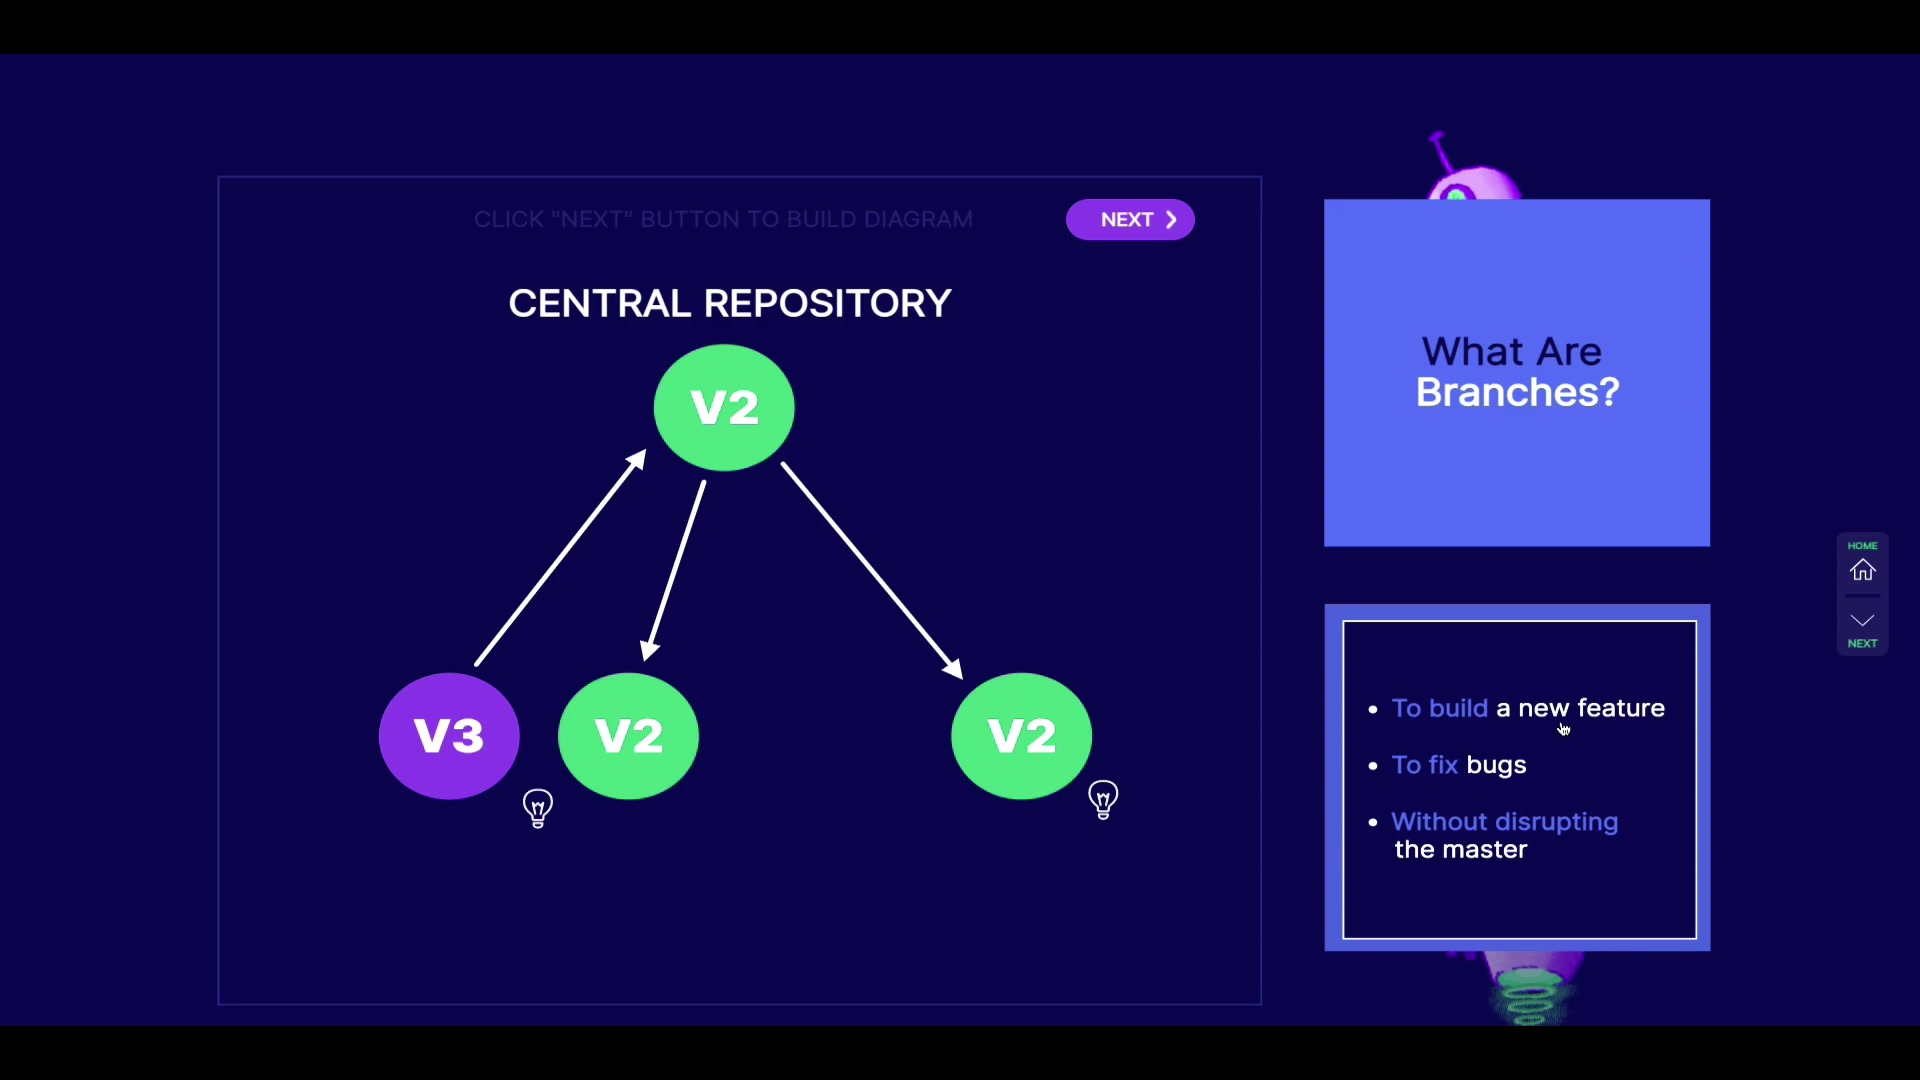 CLICK "NEXT" BUTTON TO BUILD DIAGRAM
NEXT
CENTRAL REPOSITORY
V2
V3
V2
V2
What Are
Branches?
• To build a new feature
• To fix bugs
• Without disrupting
the master
HOME
NEXT